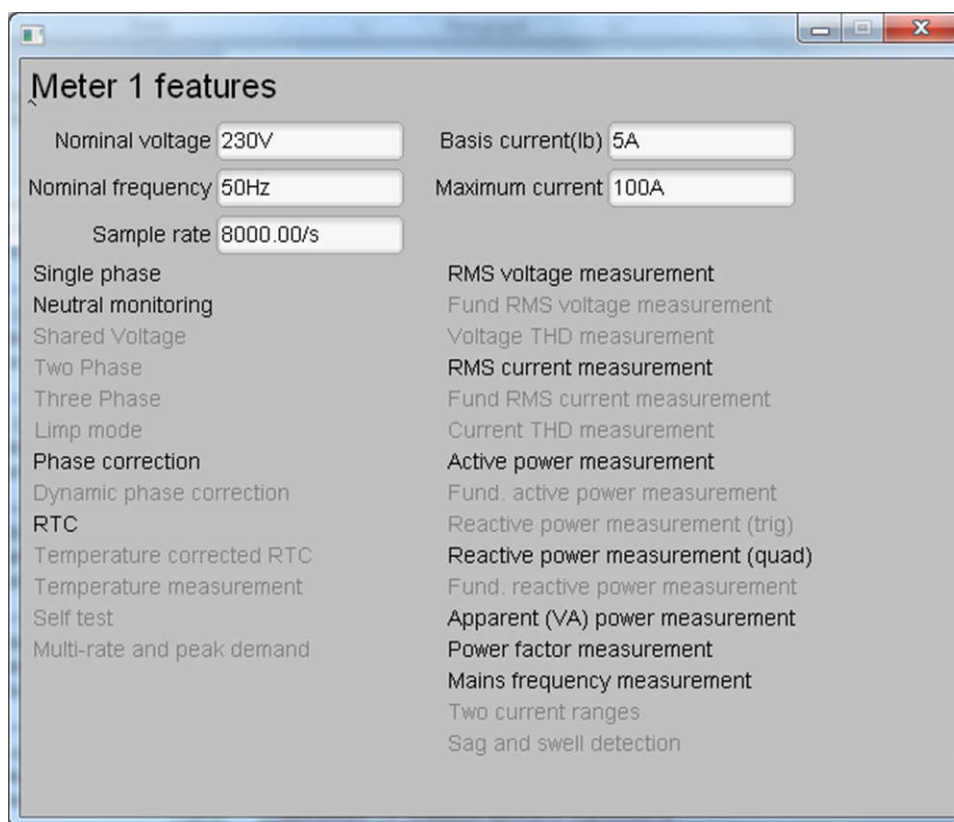 Meter 1 features
Nominal voltage 230V Basis current(Ib) 5A
Nominal frequency 50Hz Maximum current 100A
Sample rate 8000.00/s
Single phase RMS voltage measurement
Neutral monitoring Fund RMS voltage measurement
Shared Voltage Voltage THD measurement
Two Phase RMS current measurement
Three Phase Fund RMS current measurement
Limp mode Current THD measurement
Phase correction Active power measurement
Dynamic phase correction Fund. active power measurement
RTC Reactive power measurement (trig)
Temperature corrected RTC Reactive power measurement (quad)
Temperature measurement Fund. reactive power measurement
Self test Apparent (VA) power measurement
Multi-rate and peak demand Power factor measurement
Mains frequency measurement
Two current ranges
Sag and swell detection